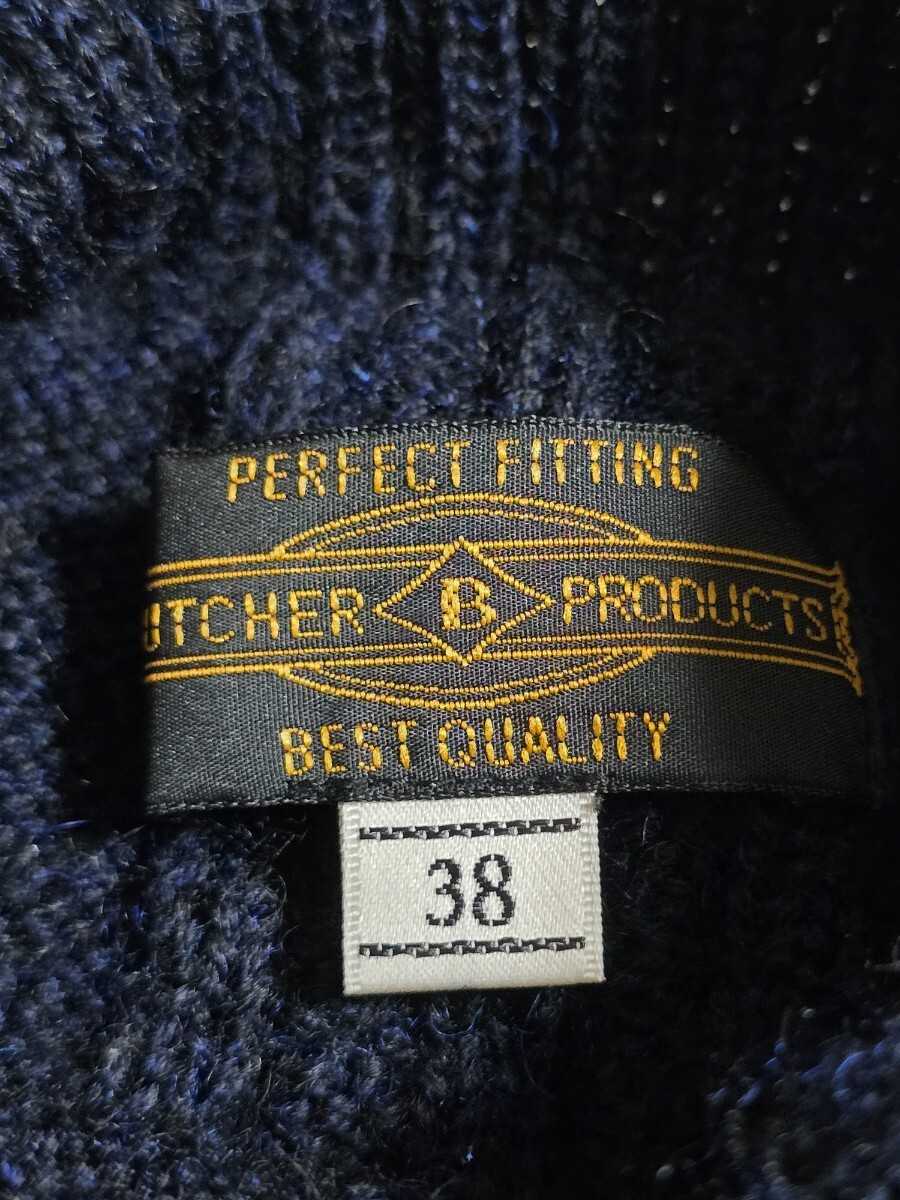 PERFECT FITTING
UTCHER B PRODUCTS
BEST QUALITY
38